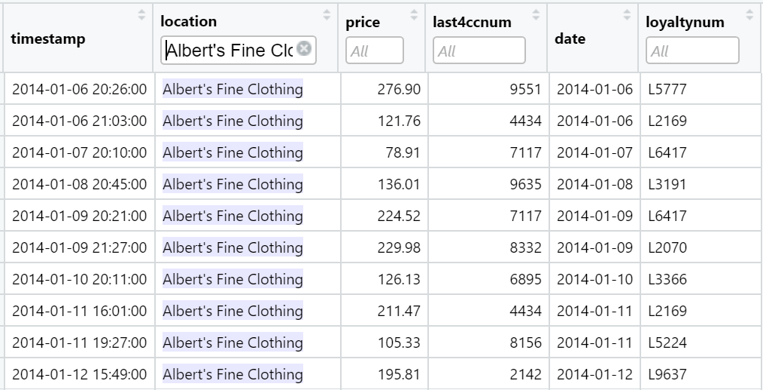 timestamp location price last4ccnum date loyaltynum
Albert's Fine Clo All All All
2014-01-06 20:26:00 Albert's Fine Clothing 276.90 9551 2014-01-06 L5777
2014-01-06 21:03:00 Albert's Fine Clothing 121.76 4434 2014-01-06 L2169
2014-01-07 20:10:00 Albert's Fine Clothing 78.91 7117 2014-01-07 L6417
2014-01-08 20:45:00 Albert's Fine Clothing 136.01 9635 2014-01-08 L3191
2014-01-09 20:21:00 Albert's Fine Clothing 224.52 7117 2014-01-09 L6417
2014-01-09 21:27:00 Albert's Fine Clothing 229.98 8332 2014-01-09 L2070
2014-01-10 20:11:00 Albert's Fine Clothing 126.13 6895 2014-01-10 L3366
2014-01-11 16:01:00 Albert's Fine Clothing 211.47 4434 2014-01-11 L2169
2014-01-11 19:27:00 Albert's Fine Clothing 105.33 8156 2014-01-11 L5224
2014-01-12 15:49:00 Albert's Fine Clothing 195.81 2142 2014-01-12 L9637